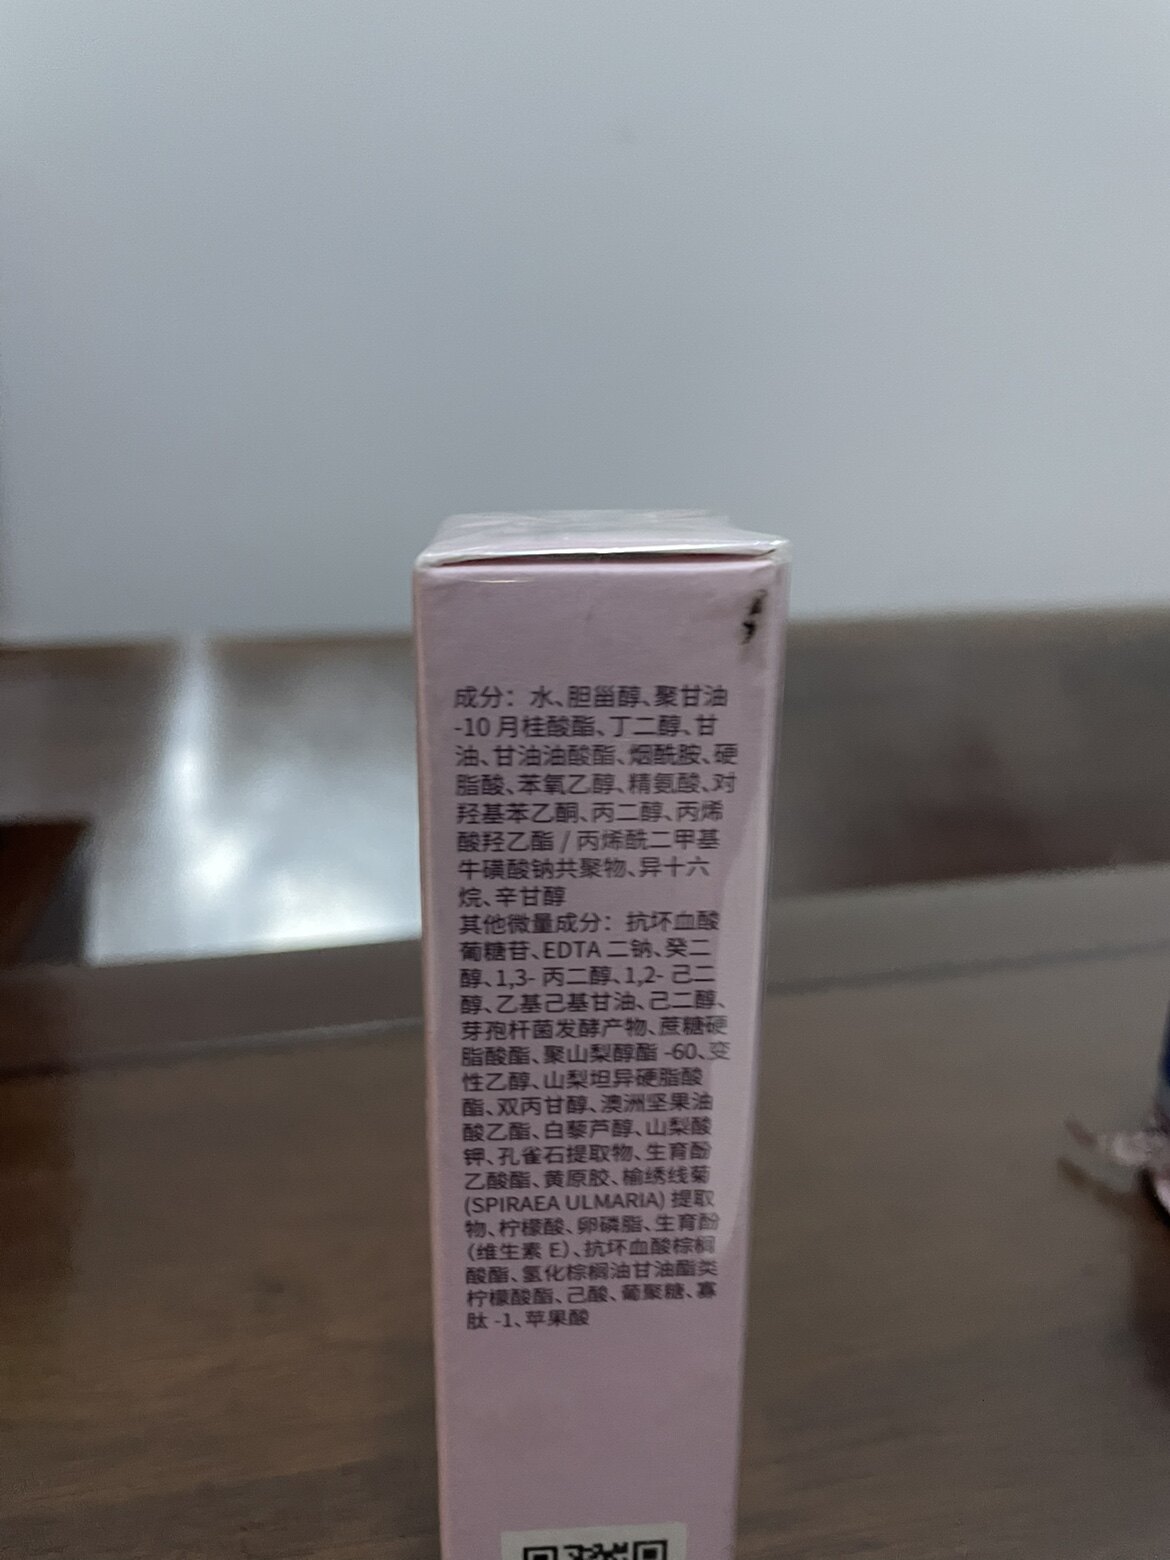 成分：水、胆甾醇、聚甘油
-10 月桂酸酯、丁二醇、甘
油、甘油油酸酯、烟酰胺、硬
脂酸、苯氧乙醇、精氨酸、对
羟基苯乙酮、丙二醇、丙烯
酸羟乙酯 / 丙烯酰二甲基
牛磺酸钠共聚物、异十六
烷、辛甘醇
其他微量成分：抗坏血酸
葡糖苷、EDTA 二钠、癸二
醇、1,3- 丙二醇、1,2- 己二
醇、乙基己基甘油、己二醇、
芽孢杆菌发酵产物、蔗糖硬
脂酸酯、聚山梨醇酯 -60、变
性乙醇、山梨坦异硬脂酸
酯、双丙甘醇、澳洲坚果油
酸乙酯、白藜芦醇、山梨酸
钾、孔雀石提取物、生育酚
乙酸酯、黄原胶、榆绣线菊
(SPIRAEA ULMARIA) 提取
物、柠檬酸、卵磷脂、生育酚
（维生素 E）、抗坏血酸棕榈
酸酯、氢化棕榈油甘油酯类
柠檬酸酯、己酸、葡聚糖、寡
肽 -1、苹果酸